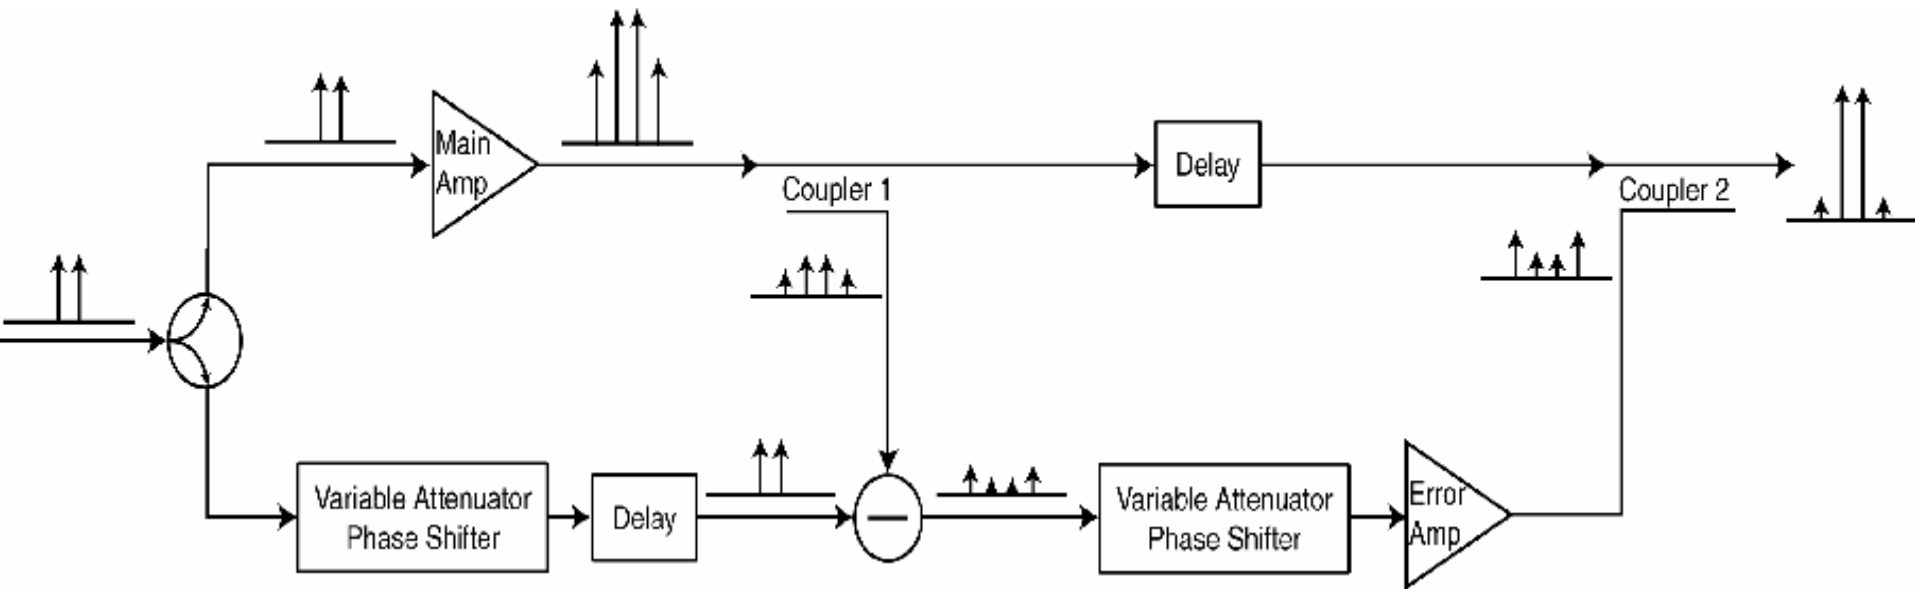 Main
Amp
Delay
Coupler 1
Coupler 2
Variable Attenuator
Phase Shifter
Delay
Variable Attenuator
Phase Shifter
Error
Amp